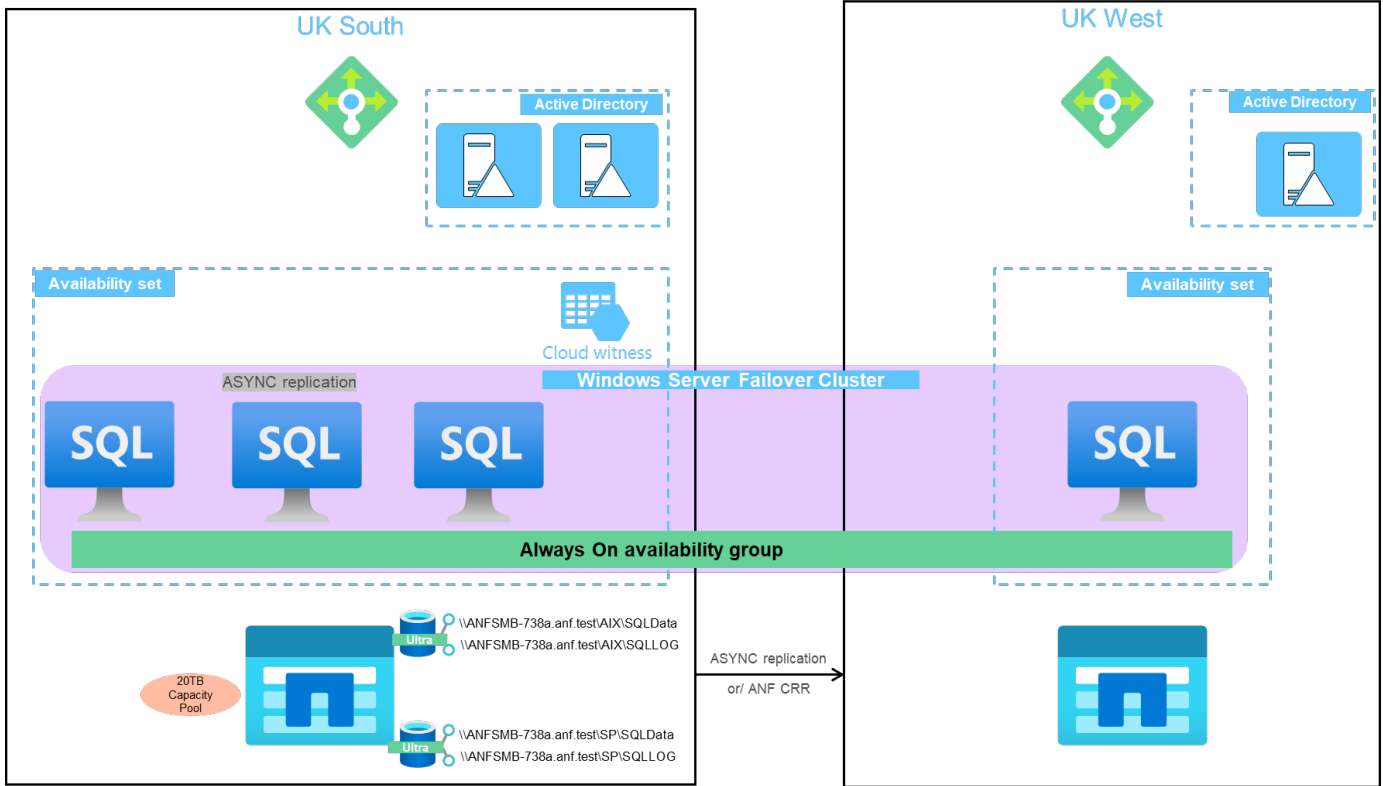 UK South
UK West
Active Directory
Active Directory
Availability set
Availability set
Cloud witness
ASYNC replication
Windows Server Failover Cluster
SQL
SQL
SQL
SQL
Always On availability group
Ultra
\\ANFSMB-738a.anf.test\AIX\SQLData
\\ANFSMB-738a.anf.test\AIX\SQLLOG
20TB
Capacity
Pool
ASYNC replication
or/ ANF CRR
Ultra
\\ANFSMB-738a.anf.test\SP\SQLData
\\ANFSMB-738a.anf.test\SP\SQLLOG